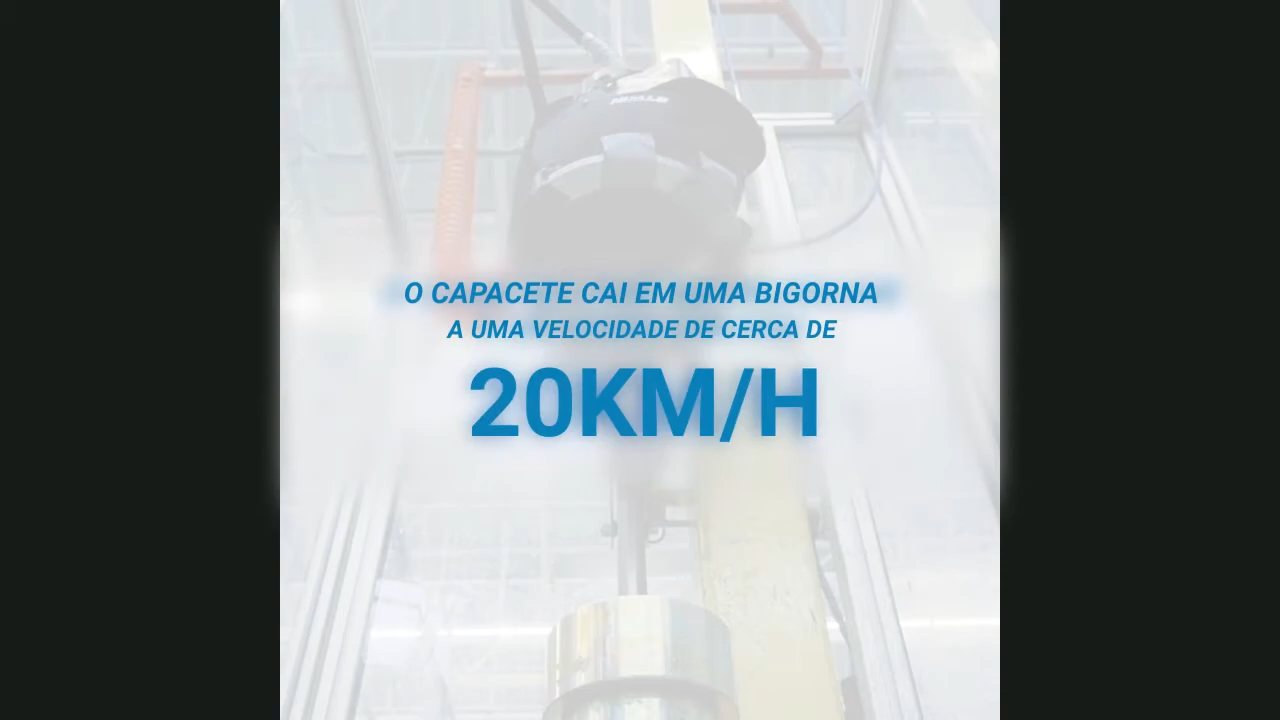 O CAPACETE CAI EM UMA BIGORNA
A UMA VELOCIDADE DE CERCA DE
20KM/H